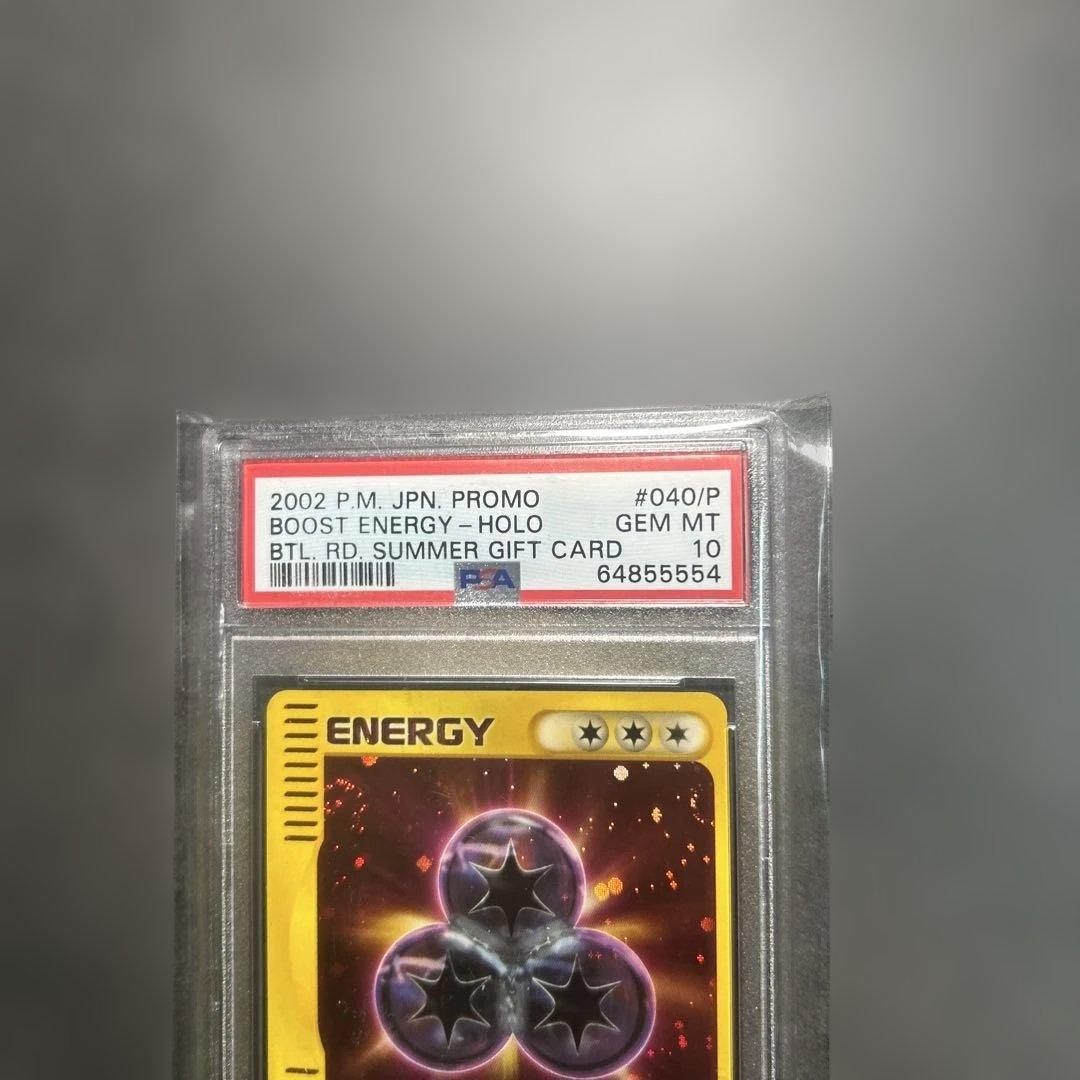 2002 P.M. JPN. PROMO #040/P
BOOST ENERGY - HOLO GEM MT
BTL. RD. SUMMER GIFT CARD 10
PSA 64855554
ENERGY